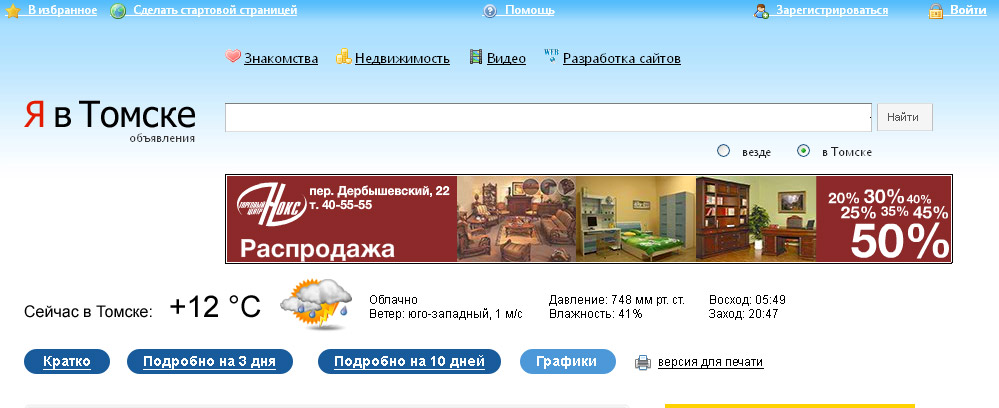 В избранное Сделать стартовой страницей Помощь Зарегистрироваться Войти
Знакомства Недвижимость WEB Видео Разработка сайтов
Я в Томске
объявления
Найти
везде в Томске
ТОРГОВЫЙ ЦЕНТР НОКС
пер. Дербышевский, 22
т. 40-55-55
Распродажа
20% 30% 40%
25% 35% 45%
50%
Сейчас в Томске: +12 °C
Облачно
Ветер: юго-западный, 1 м/с
Давление: 748 мм рт. ст.
Влажность: 41%
Восход: 05:49
Заход: 20:47
Кратко Подробно на 3 дня Подробно на 10 дней Графики версия для печати